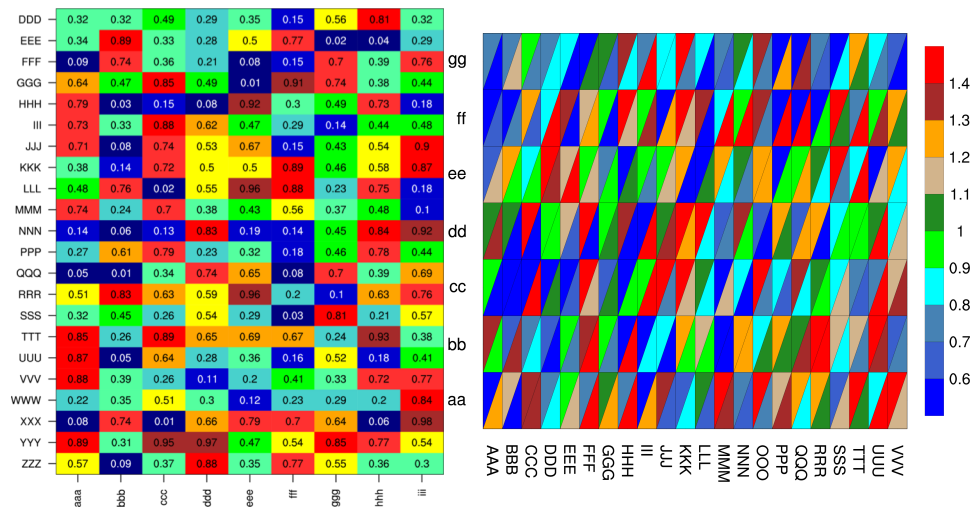 DDD 0.32 0.32 0.49 0.29 0.35 0.15 0.56 0.81 0.32
EEE 0.34 0.89 0.33 0.28 0.5 0.77 0.02 0.04 0.29
FFF 0.09 0.74 0.36 0.21 0.08 0.15 0.7 0.39 0.76
GGG 0.64 0.47 0.85 0.49 0.01 0.91 0.74 0.38 0.44
HHH 0.79 0.03 0.15 0.08 0.92 0.3 0.49 0.73 0.18
III 0.73 0.33 0.88 0.62 0.47 0.29 0.14 0.44 0.48
JJJ 0.71 0.08 0.74 0.53 0.67 0.15 0.43 0.54 0.9
KKK 0.38 0.14 0.72 0.5 0.5 0.89 0.46 0.58 0.87
LLL 0.48 0.76 0.02 0.55 0.96 0.88 0.23 0.75 0.18
MMM 0.74 0.24 0.7 0.38 0.43 0.56 0.37 0.48 0.1
NNN 0.14 0.06 0.13 0.83 0.19 0.14 0.45 0.84 0.92
PPP 0.27 0.61 0.79 0.23 0.32 0.18 0.46 0.78 0.44
QQQ 0.05 0.01 0.34 0.74 0.65 0.08 0.7 0.39 0.69
RRR 0.51 0.83 0.63 0.59 0.96 0.2 0.1 0.63 0.76
SSS 0.32 0.45 0.26 0.54 0.29 0.03 0.81 0.21 0.57
TTT 0.85 0.26 0.89 0.65 0.69 0.67 0.24 0.93 0.38
UUU 0.87 0.05 0.64 0.28 0.36 0.16 0.52 0.18 0.41
VVV 0.88 0.39 0.26 0.11 0.2 0.41 0.33 0.72 0.77
WWW 0.22 0.35 0.51 0.3 0.12 0.23 0.29 0.2 0.84
XXX 0.08 0.74 0.01 0.66 0.79 0.7 0.64 0.06 0.98
YYY 0.89 0.31 0.95 0.97 0.47 0.54 0.85 0.77 0.54
ZZZ 0.57 0.09 0.37 0.88 0.35 0.77 0.55 0.36 0.3
aaa bbb ccc ddd eee fff ggg hhh iii
gg
ff
ee
dd
cc
bb
aa
AAA BBB CCC DDD EEE FFF GGG HHH III JJJ KKK LLL MMM NNN OOO PPP QQQ RRR SSS TTT UUU VVV
1.4
1.3
1.2
1.1
1
0.9
0.8
0.7
0.6